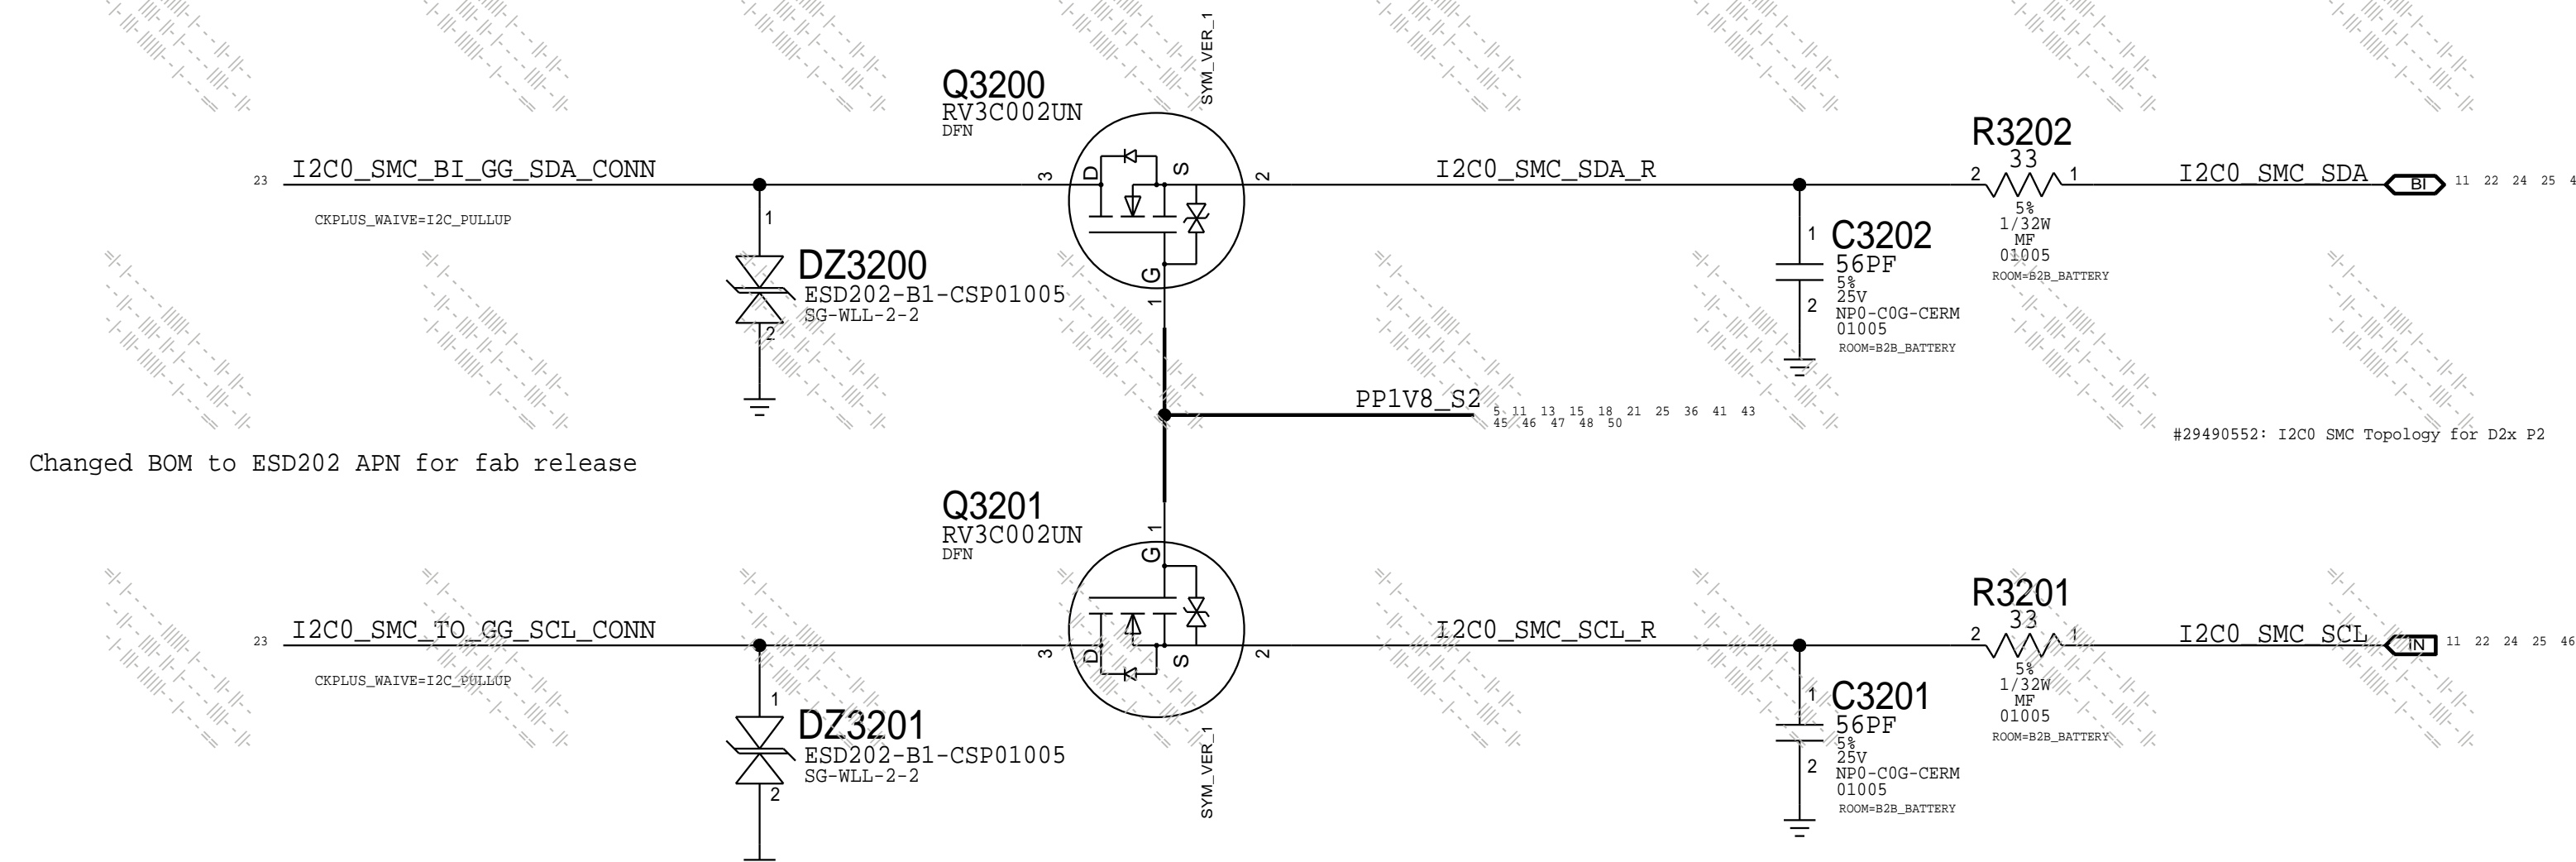 SYM_VER_1
Q3200
RV3C002UN
DFN
R3202
33
I2C0_SMC_BI_GG_SDA_CONN
I2C0_SMC_SDA_R
I2C0_SMC_SDA
23
3
D
S
2
2
1
BI
11 22 24 25 4
CKPLUS_WAIVE=I2C_PULLUP
5%
1/32W
MF
01005
ROOM=B2B_BATTERY
1
DZ3200
ESD202-B1-CSP01005
SG-WLL-2-2
2
G
1
1
C3202
56PF
5%
25V
NP0-C0G-CERM
01005
ROOM=B2B_BATTERY
2
PP1V8_S2
5 11 13 15 18 21 25 36 41 43
45 46 47 48 50
#29490552: I2C0 SMC Topology for D2x P2
Changed BOM to ESD202 APN for fab release
Q3201
RV3C002UN
DFN
1
G
R3201
33
I2C0_SMC_TO_GG_SCL_CONN
I2C0_SMC_SCL_R
I2C0_SMC_SCL
23
3
D
S
2
2
1
IN
11 22 24 25 46
CKPLUS_WAIVE=I2C_PULLUP
5%
1/32W
MF
01005
ROOM=B2B_BATTERY
1
DZ3201
ESD202-B1-CSP01005
SG-WLL-2-2
2
SYM_VER_1
1
C3201
56PF
5%
25V
NP0-C0G-CERM
01005
ROOM=B2B_BATTERY
2